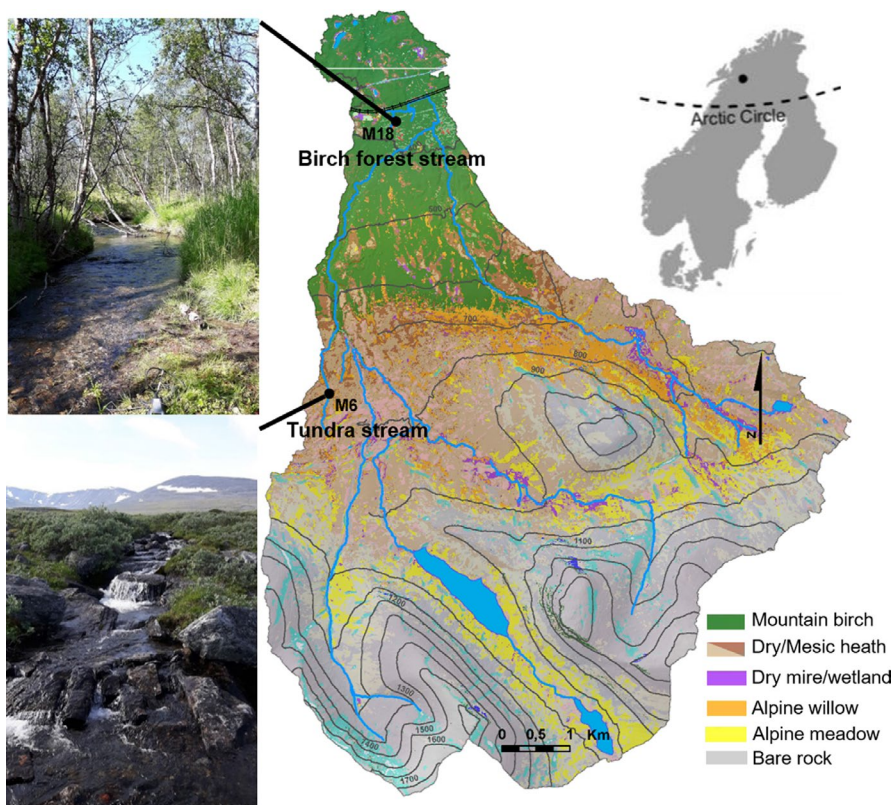 M18
Birch forest stream
Arctic Circle
600
700
800
900
M6
Tundra stream
N
1100
1200
1300
1400
1500
1600
1700
Mountain birch
Dry/Mesic heath
Dry mire/wetland
Alpine willow
Alpine meadow
Bare rock
0 0,5 1 Km